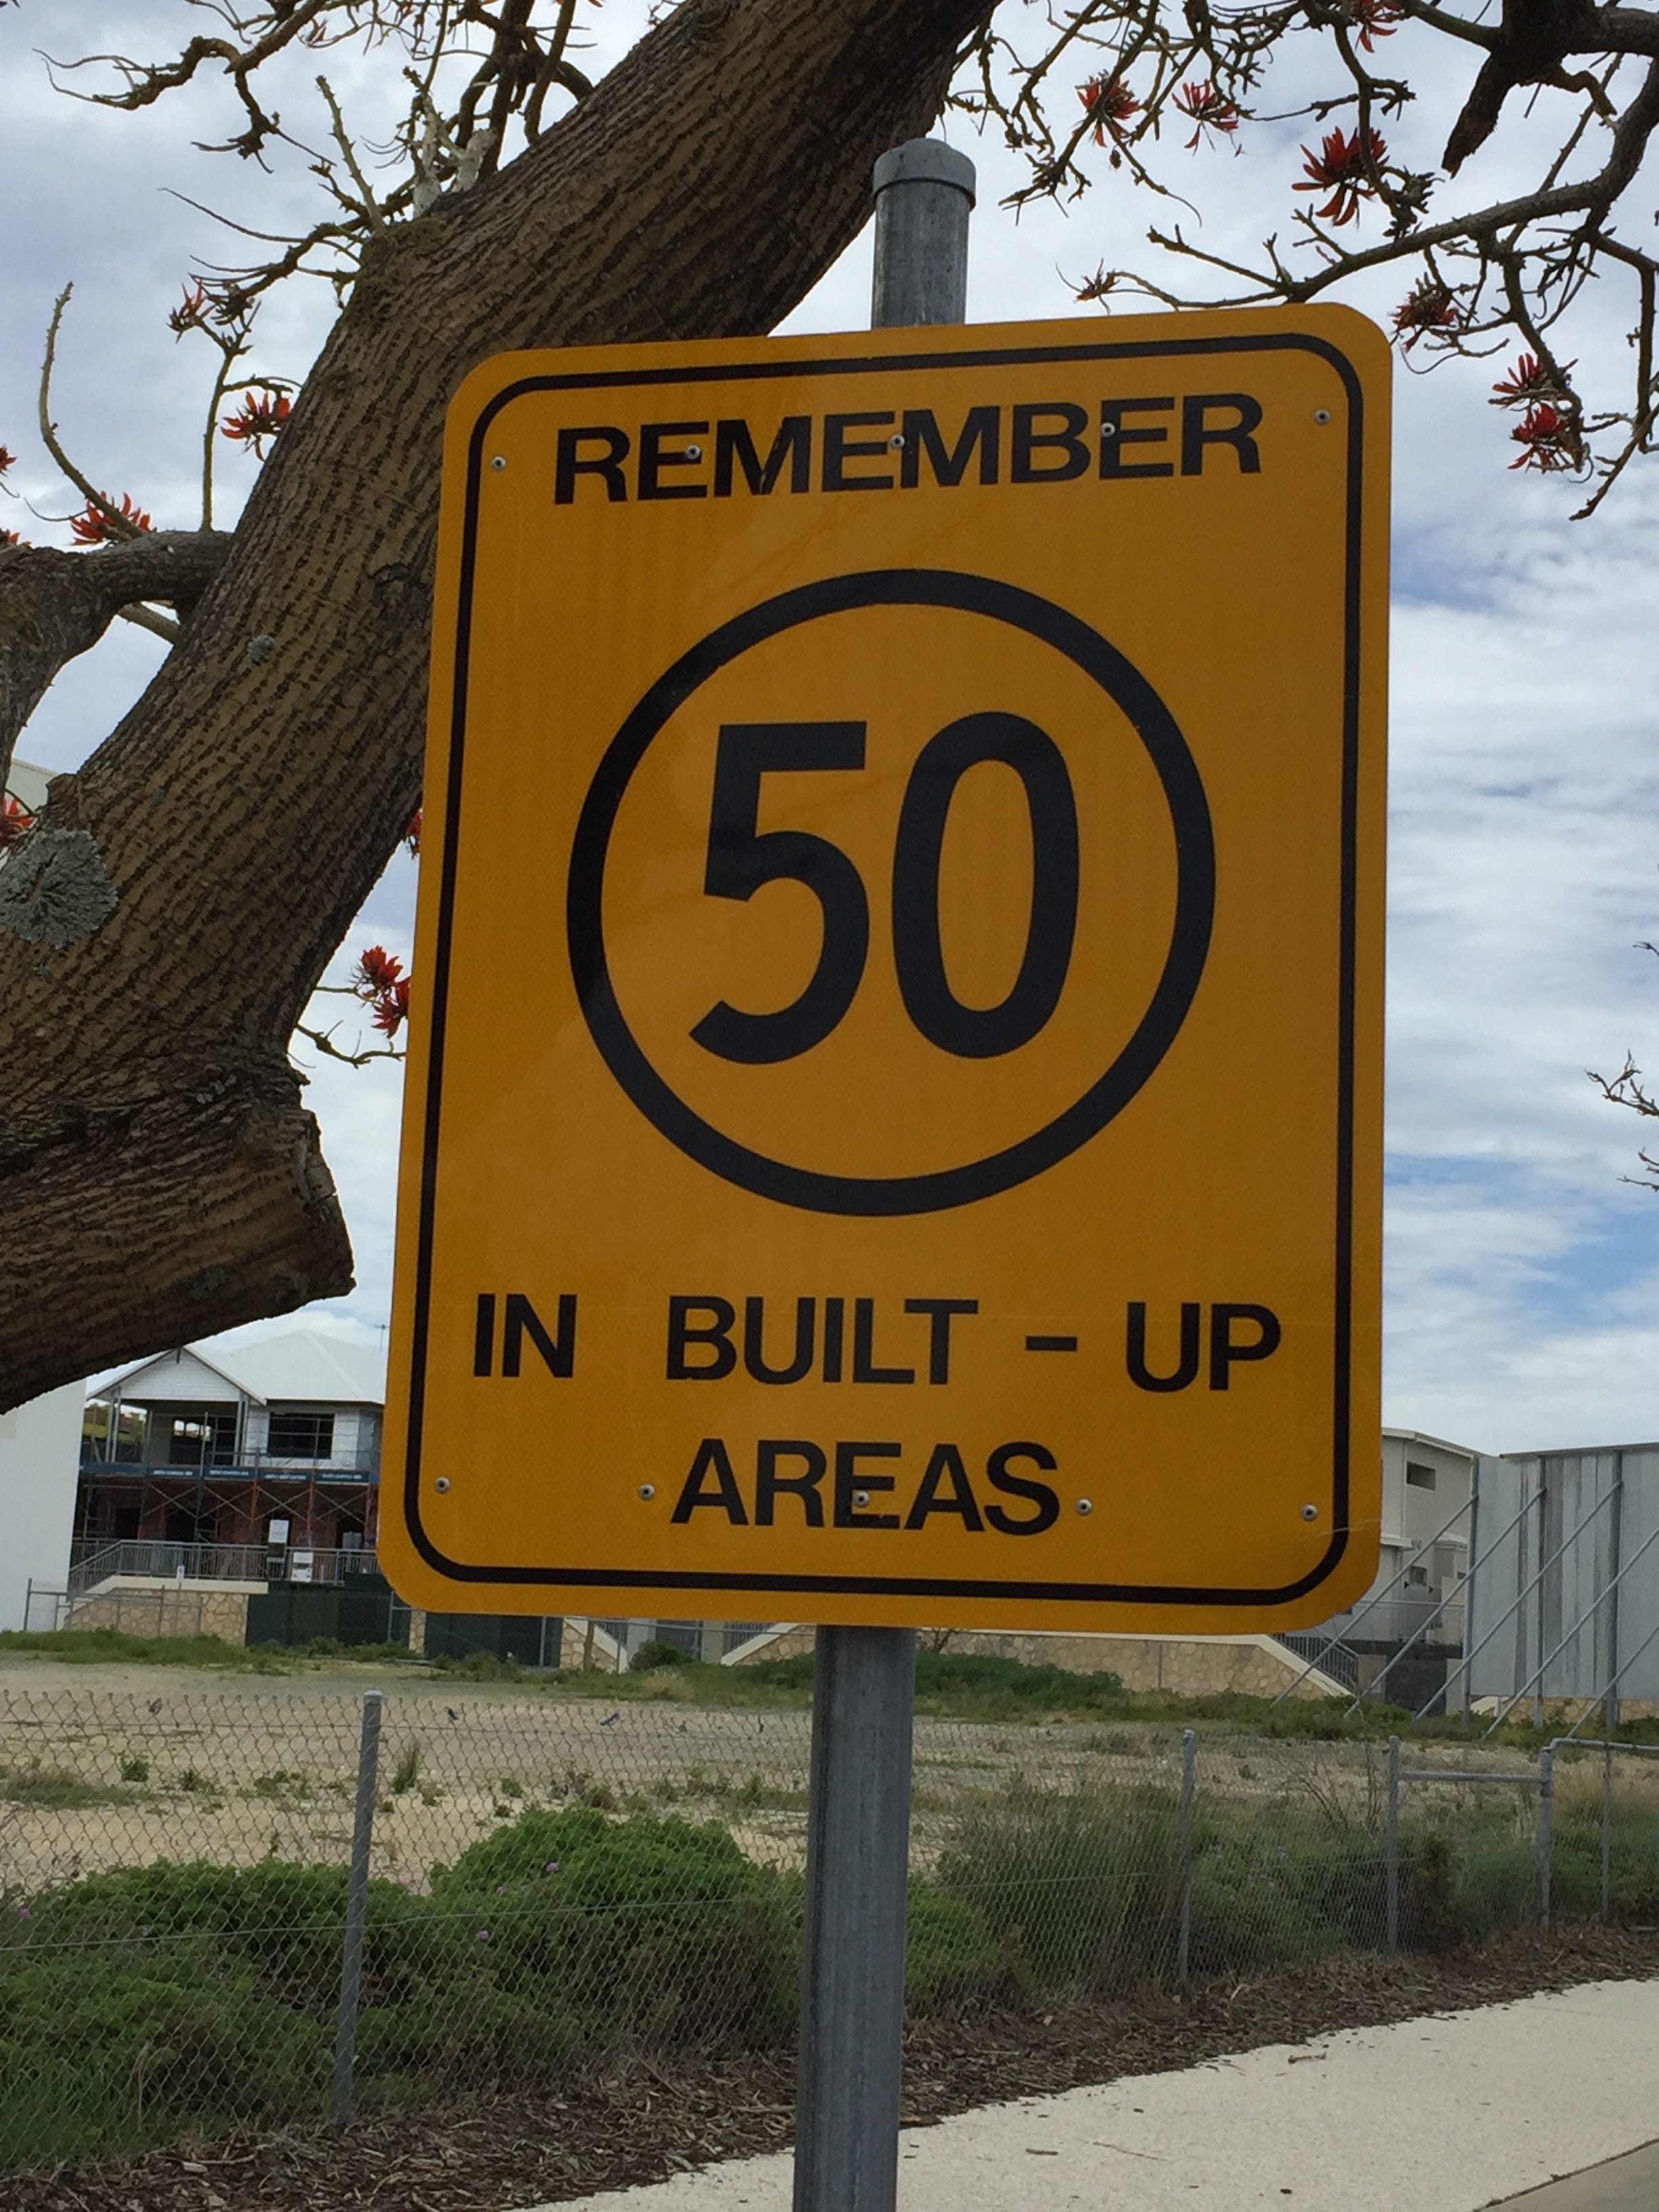 REMEMBER
50
IN BUILT - UP
AREAS